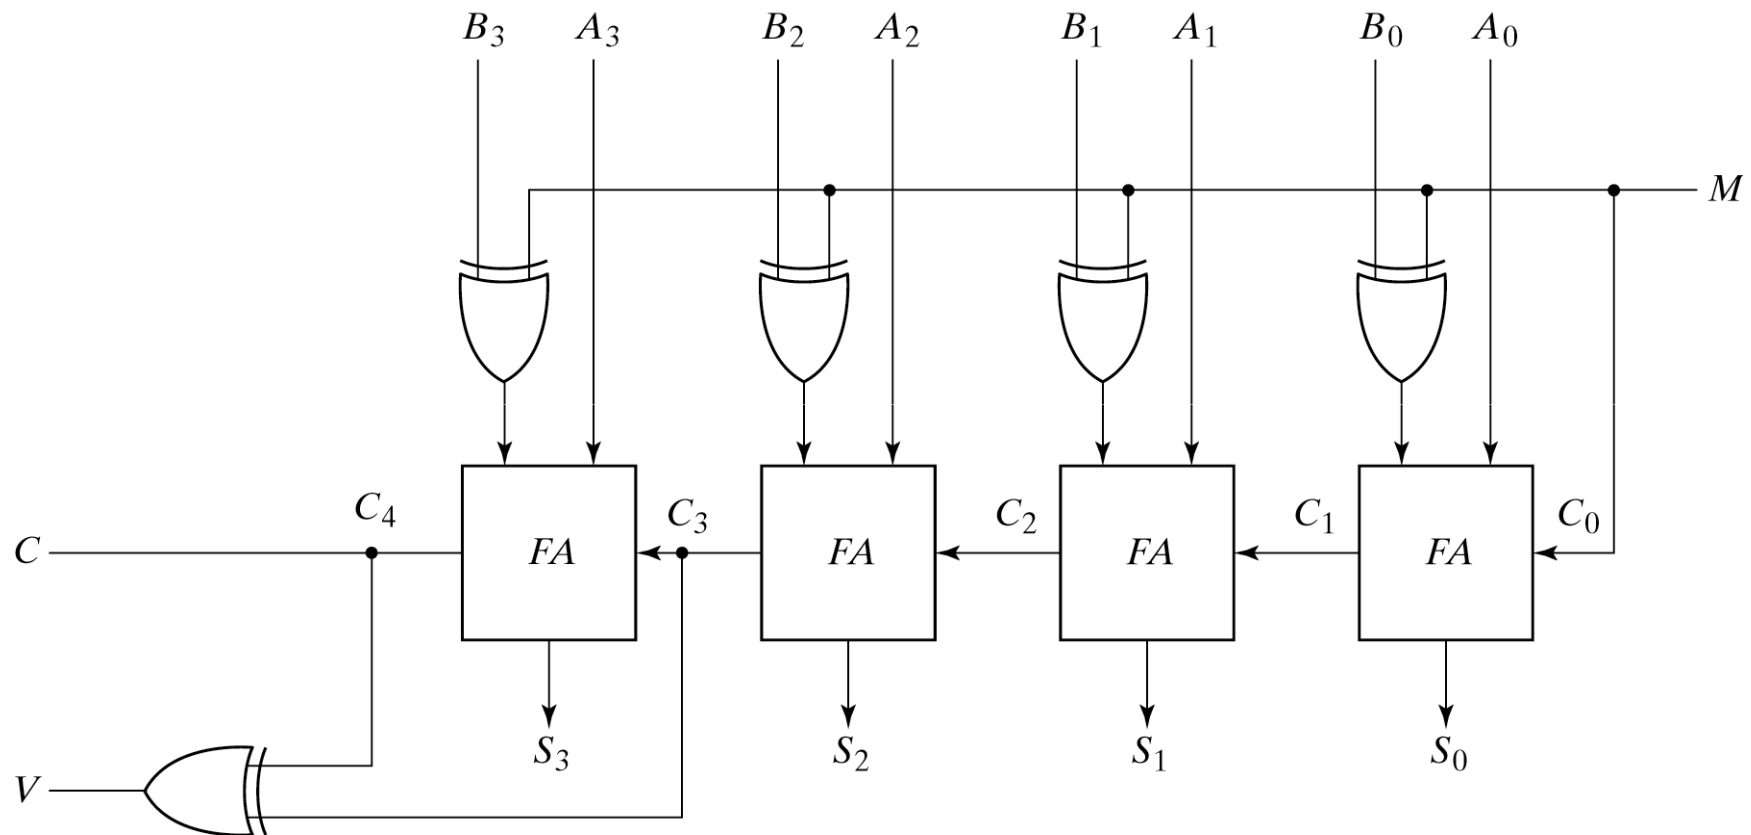 B₃ A₃ B₂ A₂ B₁ A₁ B₀ A₀
M
C₄ C₃ C₂ C₁ C₀
C FA FA FA FA
S₃ S₂ S₁ S₀
V